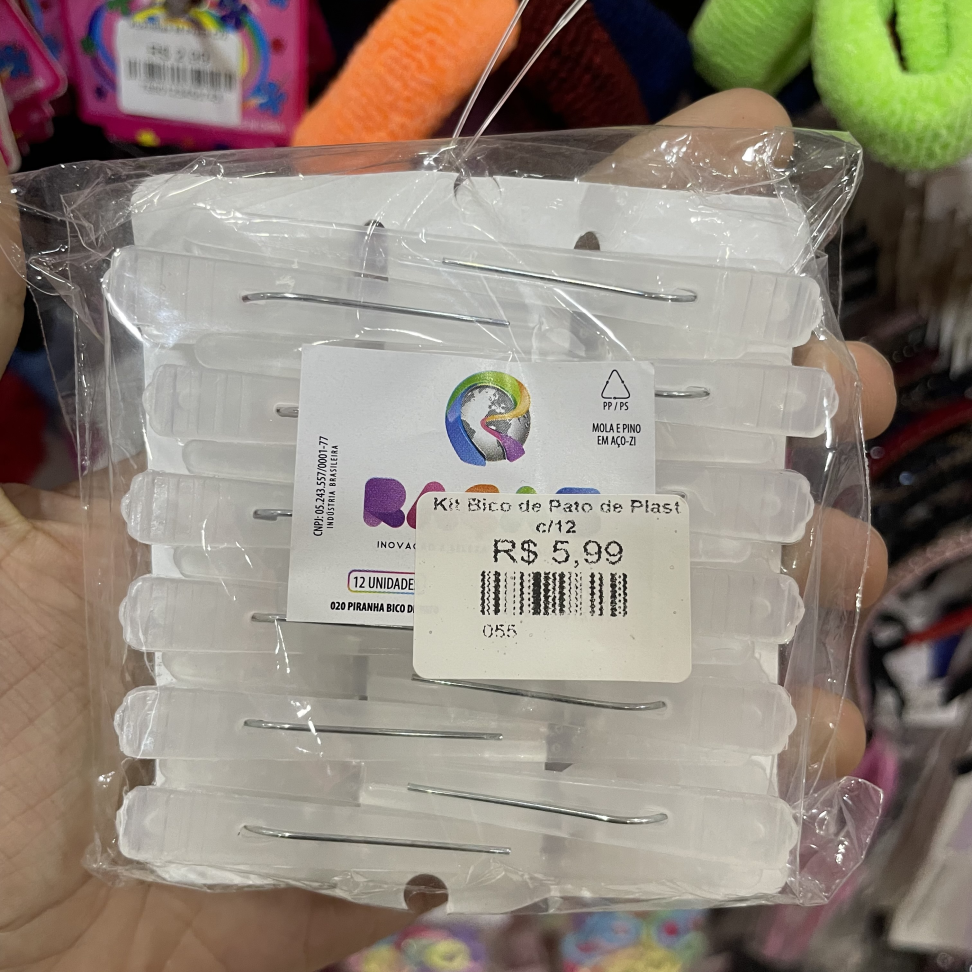 R$ 2,99
PP / PS
MOLA E PINO
EM AÇO-ZI
CNPJ: 05.243.557/0001-77
INDÚSTRIA BRASILEIRA
12 UNIDADE
020 PIRANHA BICO
Kit Bico de Pato de Plast
c/12
R$ 5,99
055